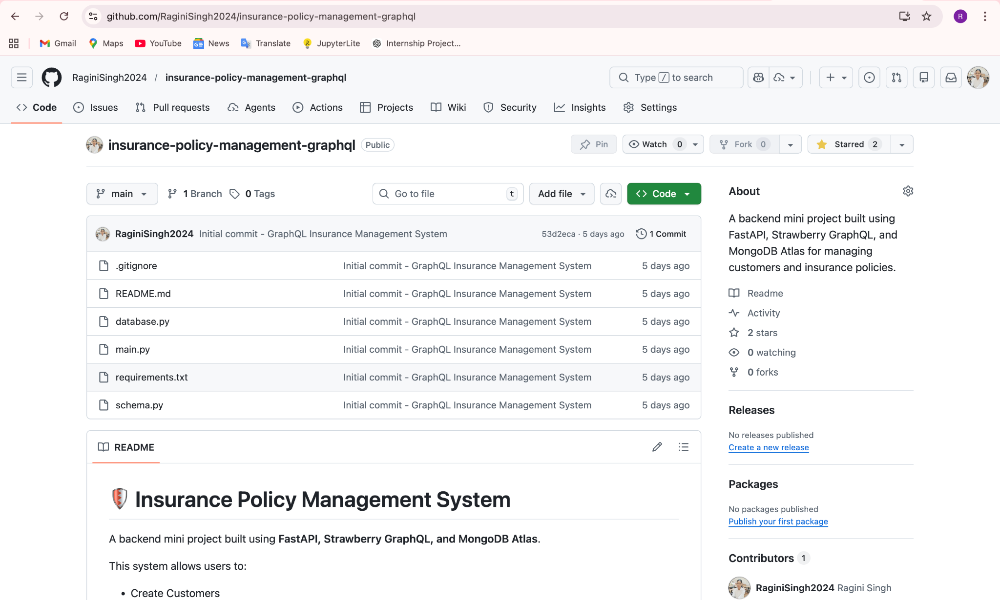 github.com/RaginiSingh2024/insurance-policy-management-graphql
R
Gmail Maps YouTube News Translate JupyterLite Internship Project...
RaginiSingh2024 / insurance-policy-management-graphql
Type / to search
Code Issues Pull requests Agents Actions Projects Wiki Security Insights Settings
insurance-policy-management-graphql Public
Pin Watch 0 Fork 0 Starred 2
main 1 Branch 0 Tags
Go to file t Add file Code
RaginiSingh2024 Initial commit - GraphQL Insurance Management System 53d2eca · 5 days ago 1 Commit
.gitignore Initial commit - GraphQL Insurance Management System 5 days ago
README.md Initial commit - GraphQL Insurance Management System 5 days ago
database.py Initial commit - GraphQL Insurance Management System 5 days ago
main.py Initial commit - GraphQL Insurance Management System 5 days ago
requirements.txt Initial commit - GraphQL Insurance Management System 5 days ago
schema.py Initial commit - GraphQL Insurance Management System 5 days ago
README
Insurance Policy Management System
A backend mini project built using FastAPI, Strawberry GraphQL, and MongoDB Atlas.
This system allows users to:
• Create Customers
About
A backend mini project built using
FastAPI, Strawberry GraphQL, and
MongoDB Atlas for managing
customers and insurance policies.
Readme
Activity
2 stars
0 watching
0 forks
Releases
No releases published
Create a new release
Packages
No packages published
Publish your first package
Contributors 1
RaginiSingh2024 Ragini Singh